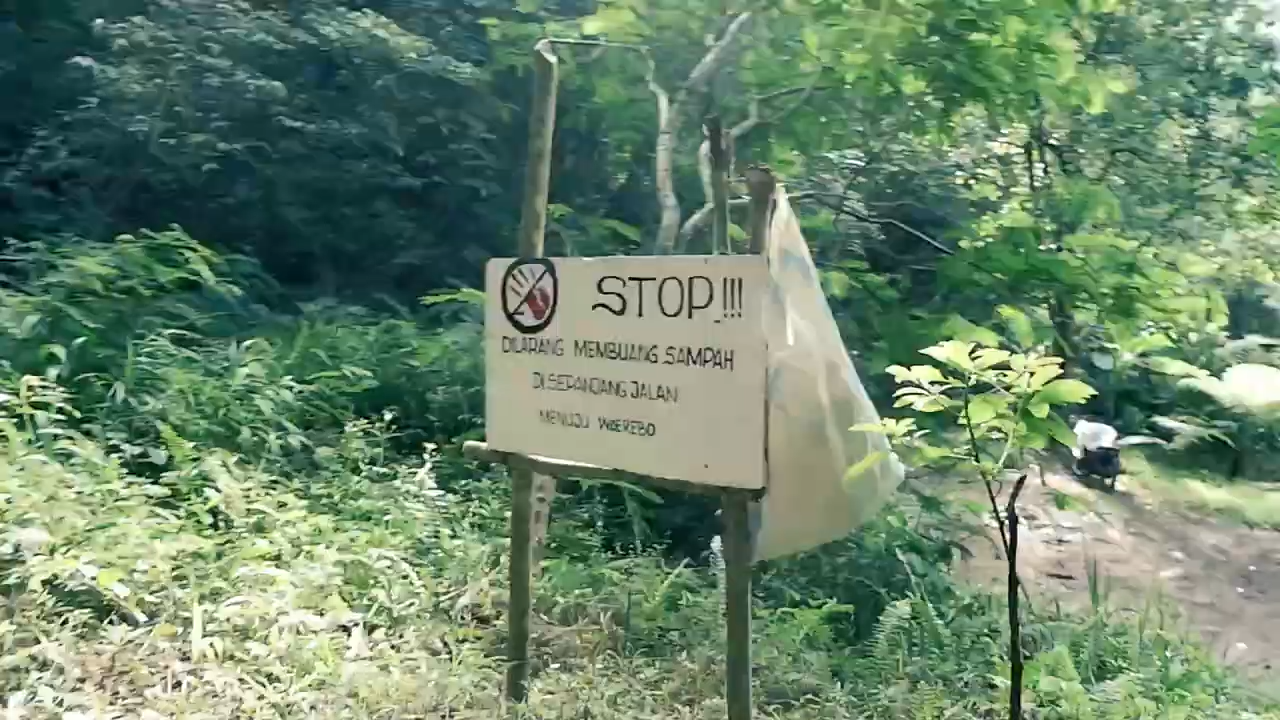 STOP !!!
DILARANG MEMBUANG SAMPAH
DI SEPANJANG JALAN
MENUJU WAEREBO